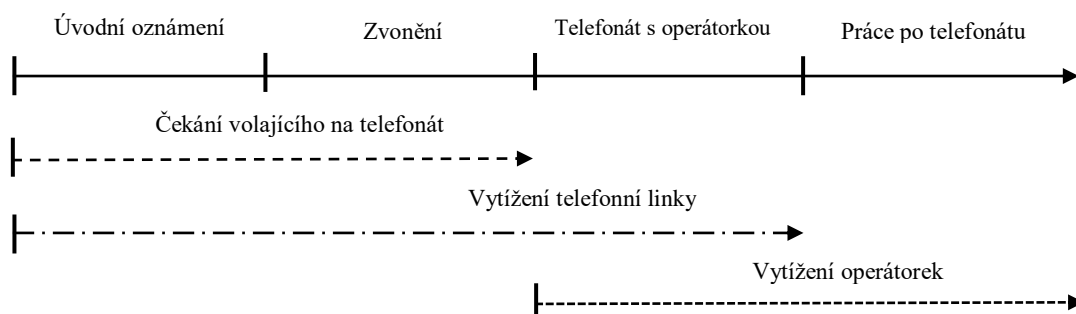 Úvodní oznámení
Zvonění
Telefonát s operátorkou
Práce po telefonátu
Čekání volajícího na telefonát
Vytížení telefonní linky
Vytížení operátorek